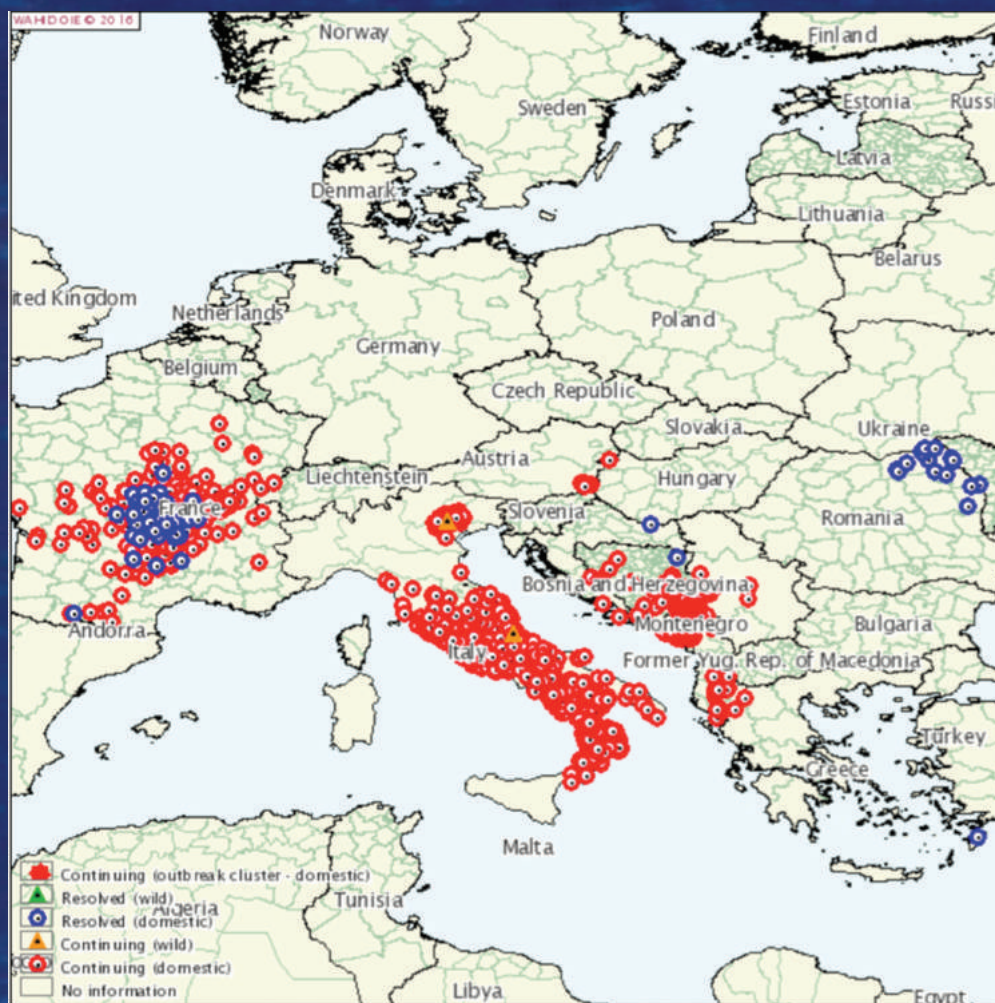 WAHID OIE © 2016
Norway
Finland
Sweden
Estonia
Russi
Latvia
Denmark
Lithuania
Belarus
ited Kingdom
Netherlands
Poland
Germany
Belgium
Czech Republic
Slovakia
Ukraine
Austria
Liechtenstein
Hungary
France
Slovenia
Romania
Bosnia and Herzegovina
Andorra
Montenegro
Bulgaria
Italy
Former Yug. Rep. of Macedonia
Turkey
Greece
Malta
Continuing (outbreak cluster - domestic)
Resolved (wild)
Algeria
Tunisia
Resolved (domestic)
Continuing (wild)
Continuing (domestic)
No information
Libya
Egypt